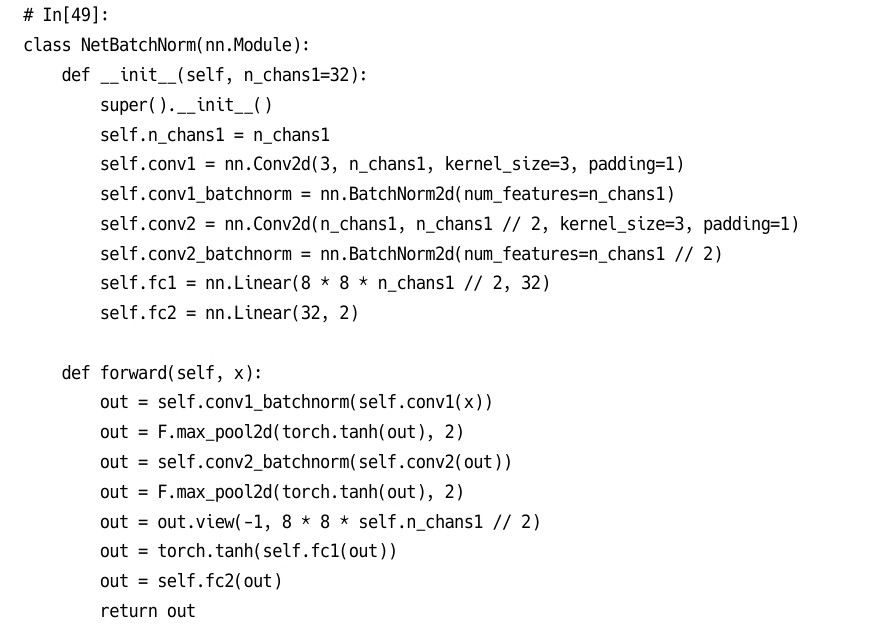 # In[49]:
class NetBatchNorm(nn.Module):
    def __init__(self, n_chans1=32):
        super().__init__()
        self.n_chans1 = n_chans1
        self.conv1 = nn.Conv2d(3, n_chans1, kernel_size=3, padding=1)
        self.conv1_batchnorm = nn.BatchNorm2d(num_features=n_chans1)
        self.conv2 = nn.Conv2d(n_chans1, n_chans1 // 2, kernel_size=3, padding=1)
        self.conv2_batchnorm = nn.BatchNorm2d(num_features=n_chans1 // 2)
        self.fc1 = nn.Linear(8 * 8 * n_chans1 // 2, 32)
        self.fc2 = nn.Linear(32, 2)

    def forward(self, x):
        out = self.conv1_batchnorm(self.conv1(x))
        out = F.max_pool2d(torch.tanh(out), 2)
        out = self.conv2_batchnorm(self.conv2(out))
        out = F.max_pool2d(torch.tanh(out), 2)
        out = out.view(-1, 8 * 8 * self.n_chans1 // 2)
        out = torch.tanh(self.fc1(out))
        out = self.fc2(out)
        return out